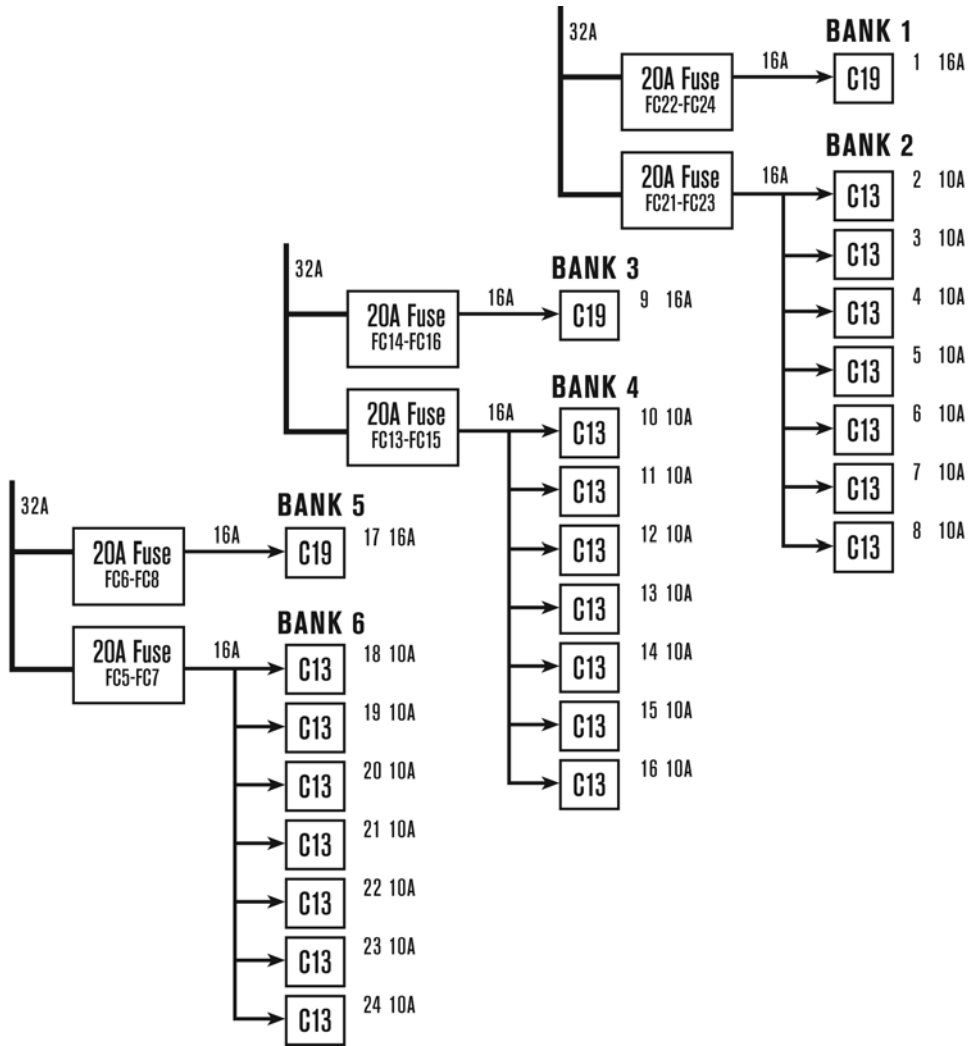 32A
BANK 1
20A Fuse
FC22-FC24
16A
C19
1 16A
BANK 2
20A Fuse
FC21-FC23
16A
C13
2 10A
C13
3 10A
C13
4 10A
C13
5 10A
C13
6 10A
C13
7 10A
C13
8 10A
32A
BANK 3
20A Fuse
FC14-FC16
16A
C19
9 16A
BANK 4
20A Fuse
FC13-FC15
16A
C13
10 10A
C13
11 10A
C13
12 10A
C13
13 10A
C13
14 10A
C13
15 10A
C13
16 10A
32A
BANK 5
20A Fuse
FC6-FC8
16A
C19
17 16A
BANK 6
20A Fuse
FC5-FC7
16A
C13
18 10A
C13
19 10A
C13
20 10A
C13
21 10A
C13
22 10A
C13
23 10A
C13
24 10A